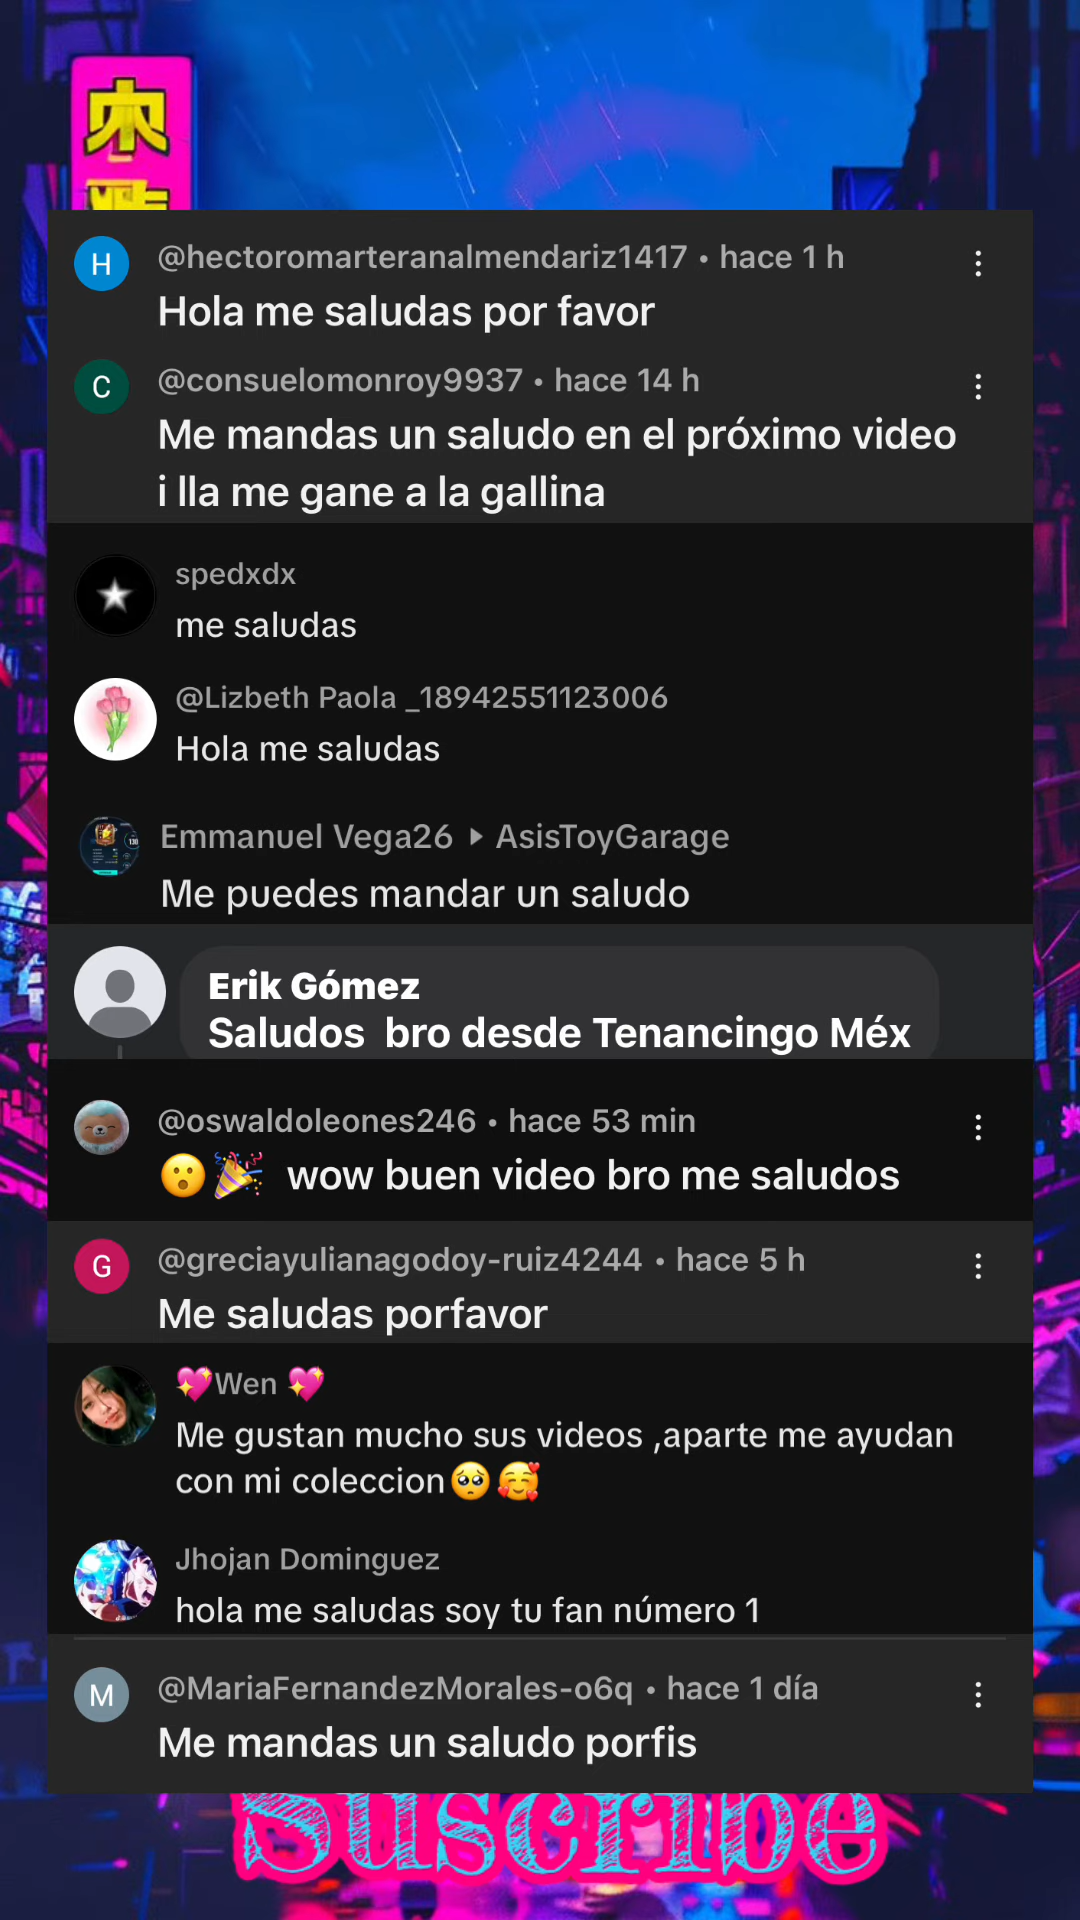 H @hectoromarteranalmendariz1417 • hace 1 h
Hola me saludas por favor
C @consuelomonroy9937 • hace 14 h
Me mandas un saludo en el próximo video
i lla me gane a la gallina
spedxdx
me saludas
@Lizbeth Paola _18942551123006
Hola me saludas
Emmanuel Vega26 ▸ AsisToyGarage
Me puedes mandar un saludo
Erik Gómez
Saludos  bro desde Tenancingo Méx
@oswaldoleones246 • hace 53 min
😮🎉 wow buen video bro me saludos
G @greciayulianagodoy-ruiz4244 • hace 5 h
Me saludas porfavor
💖Wen 💖
Me gustan mucho sus videos ,aparte me ayudan
con mi coleccion🥺🥰
Jhojan Dominguez
hola me saludas soy tu fan número 1
M @MariaFernandezMorales-o6q • hace 1 día
Me mandas un saludo porfis
Suscribe